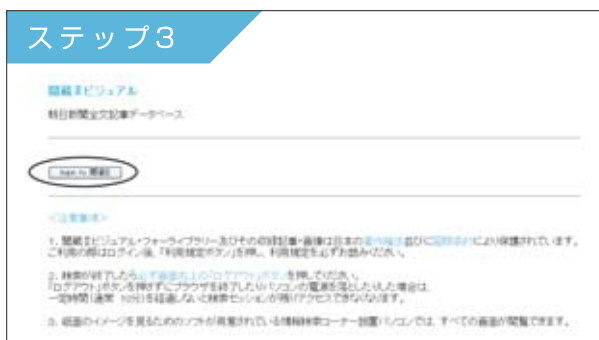 ステップ3
聞蔵Ⅱビジュアル
朝日新聞全文記事データベース
login to 聞蔵Ⅱ
<注意事項>
1. 聞蔵Ⅱビジュアル・フォーライブラリー及びその収録記事・画像は日本の著作権法並びに国際条約により保護されています。
ご利用の際はログイン後、「利用規定ボタン」を押し、利用規定を必ずお読みください。
2. 検索が終了したら必ず画面右上の「ログアウト」ボタンを押してください。
「ログアウト」ボタンを押さずにブラウザを終了したりパソコンの電源を落としたりした場合は、
一定時間(通常 10分)を経過しないと検索セッションが残りアクセスできなくなります。
3. 紙面のイメージを見るためのソフトが用意されている情報検索コーナー設置パソコンでは、すべての画面が閲覧できます。